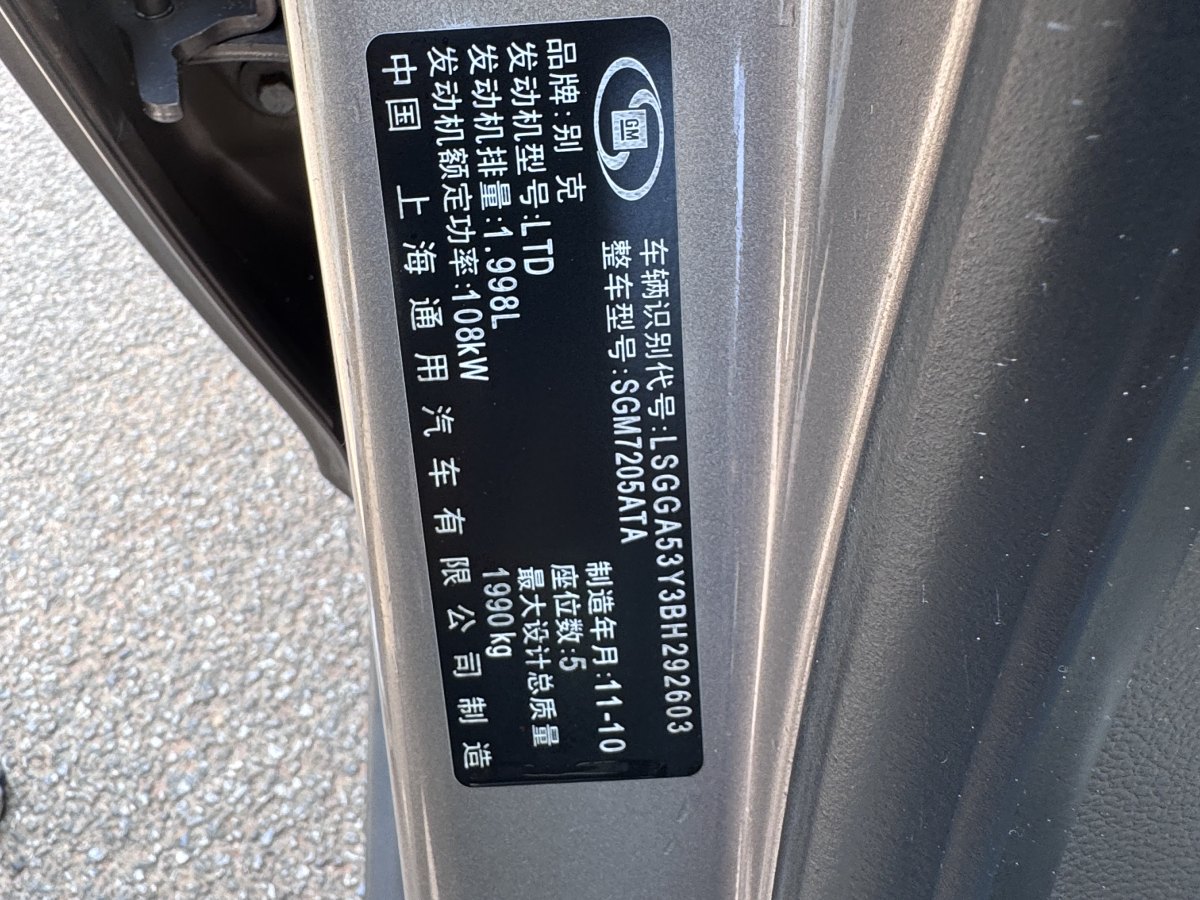 GM
车辆识别代号:LSGGA53Y3BH292603
整车型号:SGM7205ATA
品牌:别 克
发动机型号:LTD
发动机排量:1.998L
发动机额定功率:108kW
制造年月:11-10
座位数:5
最大设计总质量
1990kg
中国 上海通用汽车有限公司制造